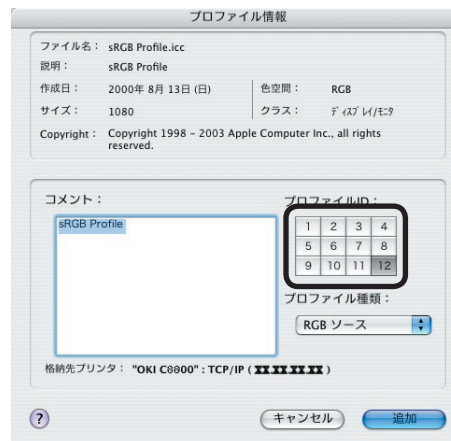 プロファイル情報
ファイル名： sRGB Profile.icc
説明： sRGB Profile
作成日： 2000年 8月 13日 (日) 色空間： RGB
サイズ： 1080 クラス： ディスプレイ/モニタ
Copyright： Copyright 1998 – 2003 Apple Computer Inc., all rights
reserved.
コメント： プロファイルID：
sRGB Profile
1 2 3 4
5 6 7 8
9 10 11 12
プロファイル種類：
RGB ソース
格納先プリンタ： "OKI C8800" : TCP/IP ( XX.XX.XX.XX )
? キャンセル 追加